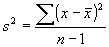 s² = ∑(x − x̄)² / n − 1